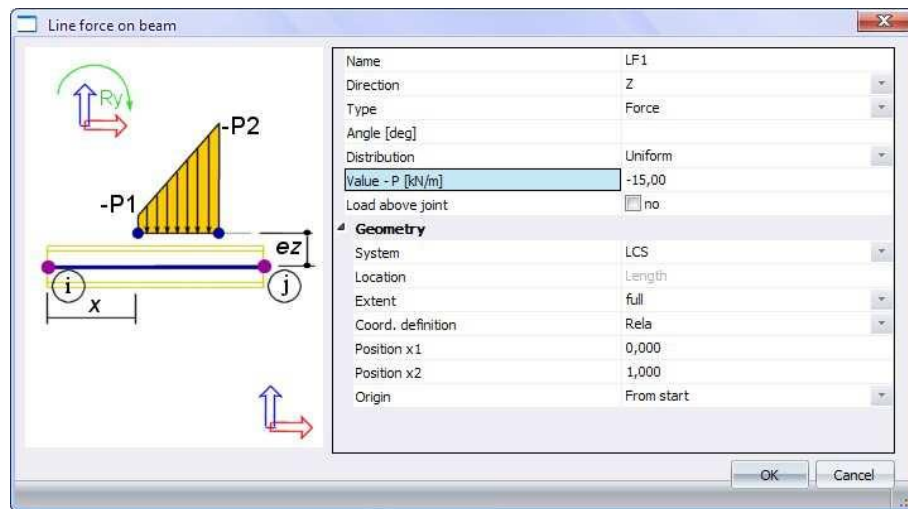 Line force on beam
Ry
-P2
-P1
ez
i
j
x
Name LF1
Direction Z
Type Force
Angle [deg]
Distribution Uniform
Value - P [kN/m] -15,00
Load above joint no
Geometry
System LCS
Location Length
Extent full
Coord. definition Rela
Position x1 0,000
Position x2 1,000
Origin From start
OK Cancel